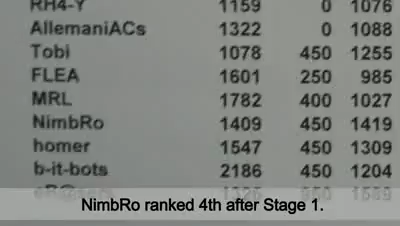 RH4-Y 1159 0 1076
AllemaniACs 1322 0 1088
Tobi 1078 450 1255
FLEA 1601 250 985
MRL 1782 400 1027
NimbRo 1409 450 1419
homer 1547 450 1309
b-it-bots 2186 450 1204
NimbRo ranked 4th after Stage 1.